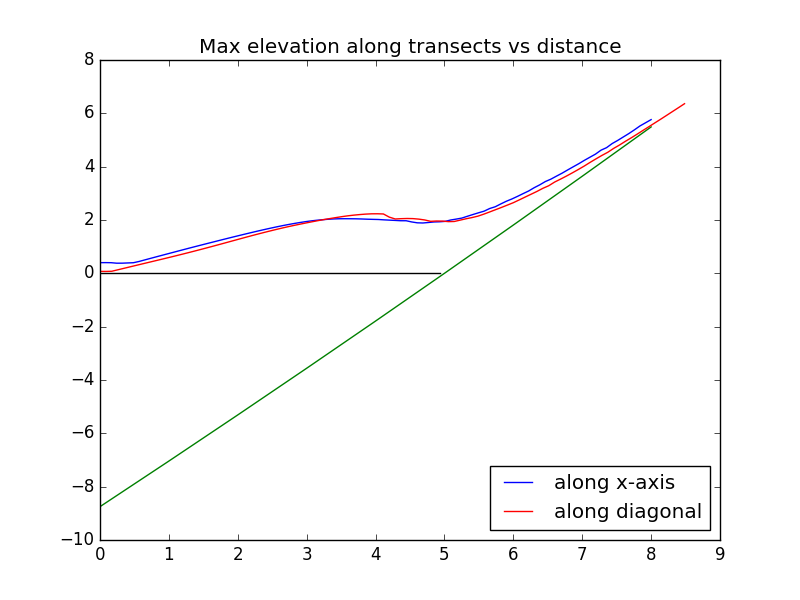 Max elevation along transects vs distance
8
6
4
2
0
−2
−4
−6
−8
−10
0 1 2 3 4 5 6 7 8 9
along x-axis
along diagonal